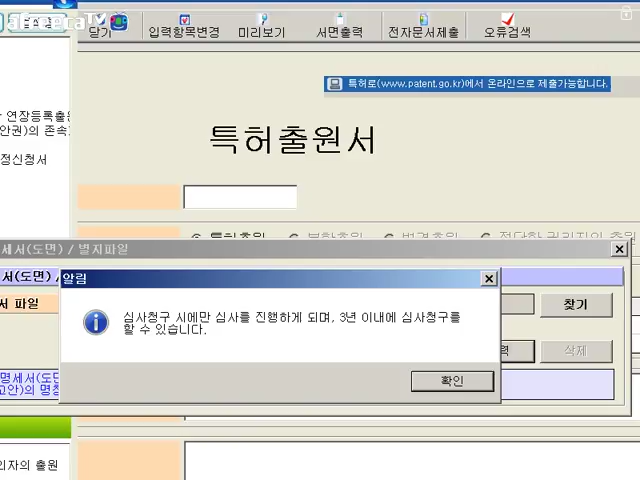 afreecaTV
닫기
입력항목변경
미리보기
서면출력
전자문서제출
오류검색
특허로(www.patent.go.kr)에서 온라인으로 제출가능합니다.
연장등록출원
안권)의 존속
정신청서
특허출원서
특허출원
분할출원
변경출원
정당한 권리자의 출원
세서(도면) / 별지파일
서(도면) /
알림
서 파일
찾기
심사청구 시에만 심사를 진행하게 되며, 3년 이내에 심사청구를
할 수 있습니다.
력
삭제
명세서(도면
고안)의 명칭
확인
의자의 출원